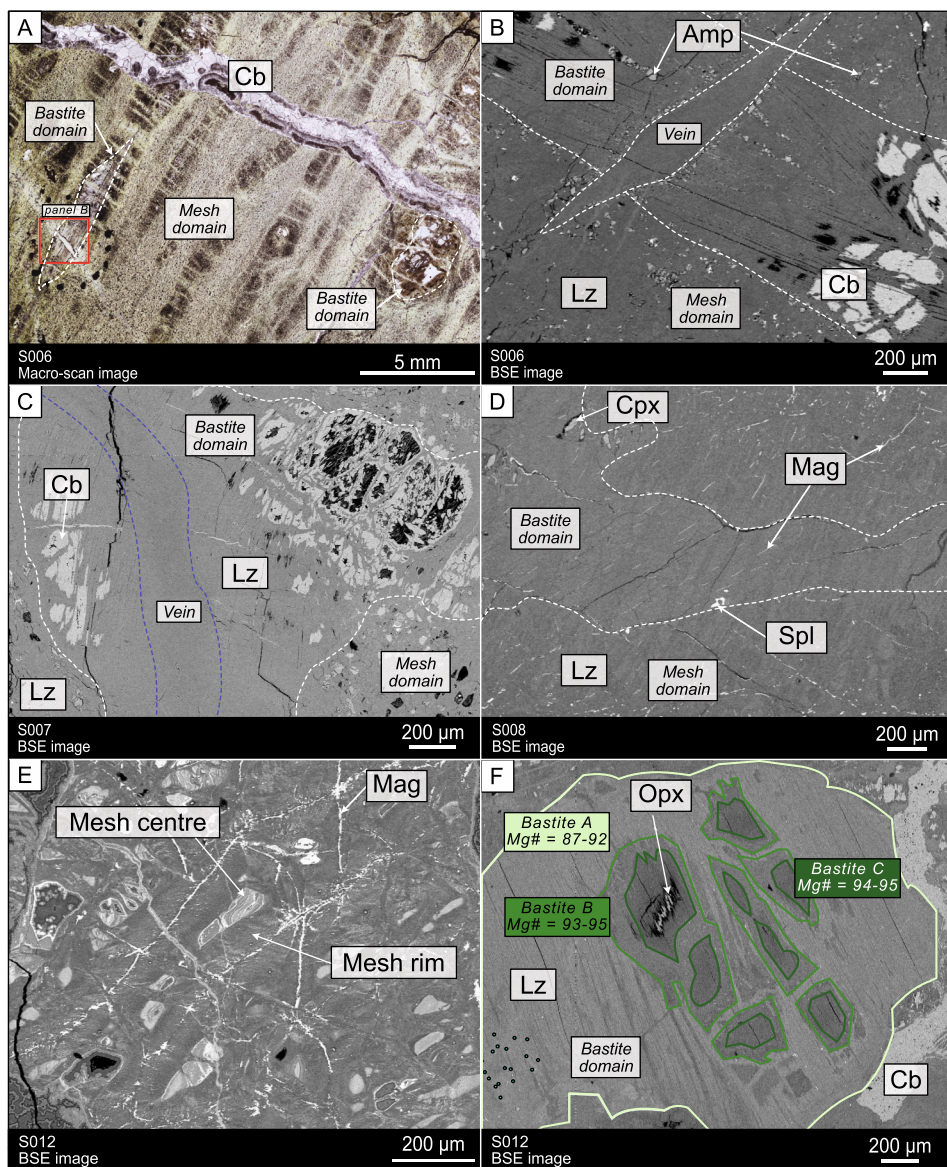 A
Cb
Bastite
domain
panel B
Mesh
domain
Bastite
domain
S006
Macro-scan image
5 mm
B
Amp
Bastite
domain
Vein
Lz
Mesh
domain
Cb
S006
BSE image
200 µm
C
Bastite
domain
Cb
Lz
Vein
Mesh
domain
Lz
S007
BSE image
200 µm
D
Cpx
Mag
Bastite
domain
Spl
Lz
Mesh
domain
S008
BSE image
200 µm
E
Mag
Mesh centre
Mesh rim
S012
BSE image
200 µm
F
Opx
Bastite A
Mg# = 87-92
Bastite C
Mg# = 94-95
Bastite B
Mg# = 93-95
Lz
Bastite
domain
Cb
S012
BSE image
200 µm